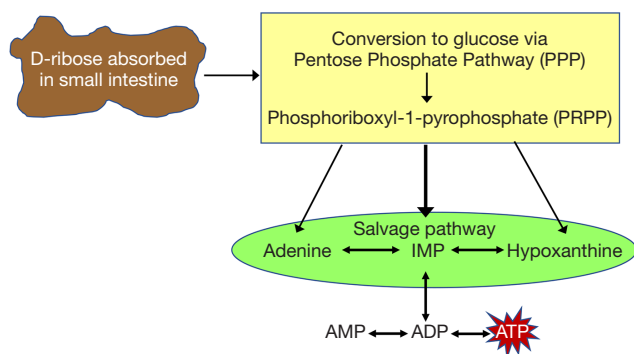 D-ribose absorbed
in small intestine
Conversion to glucose via
Pentose Phosphate Pathway (PPP)
Phosphoriboxyl-1-pyrophosphate (PRPP)
Salvage pathway
Adenine IMP Hypoxanthine
AMP ADP ATP